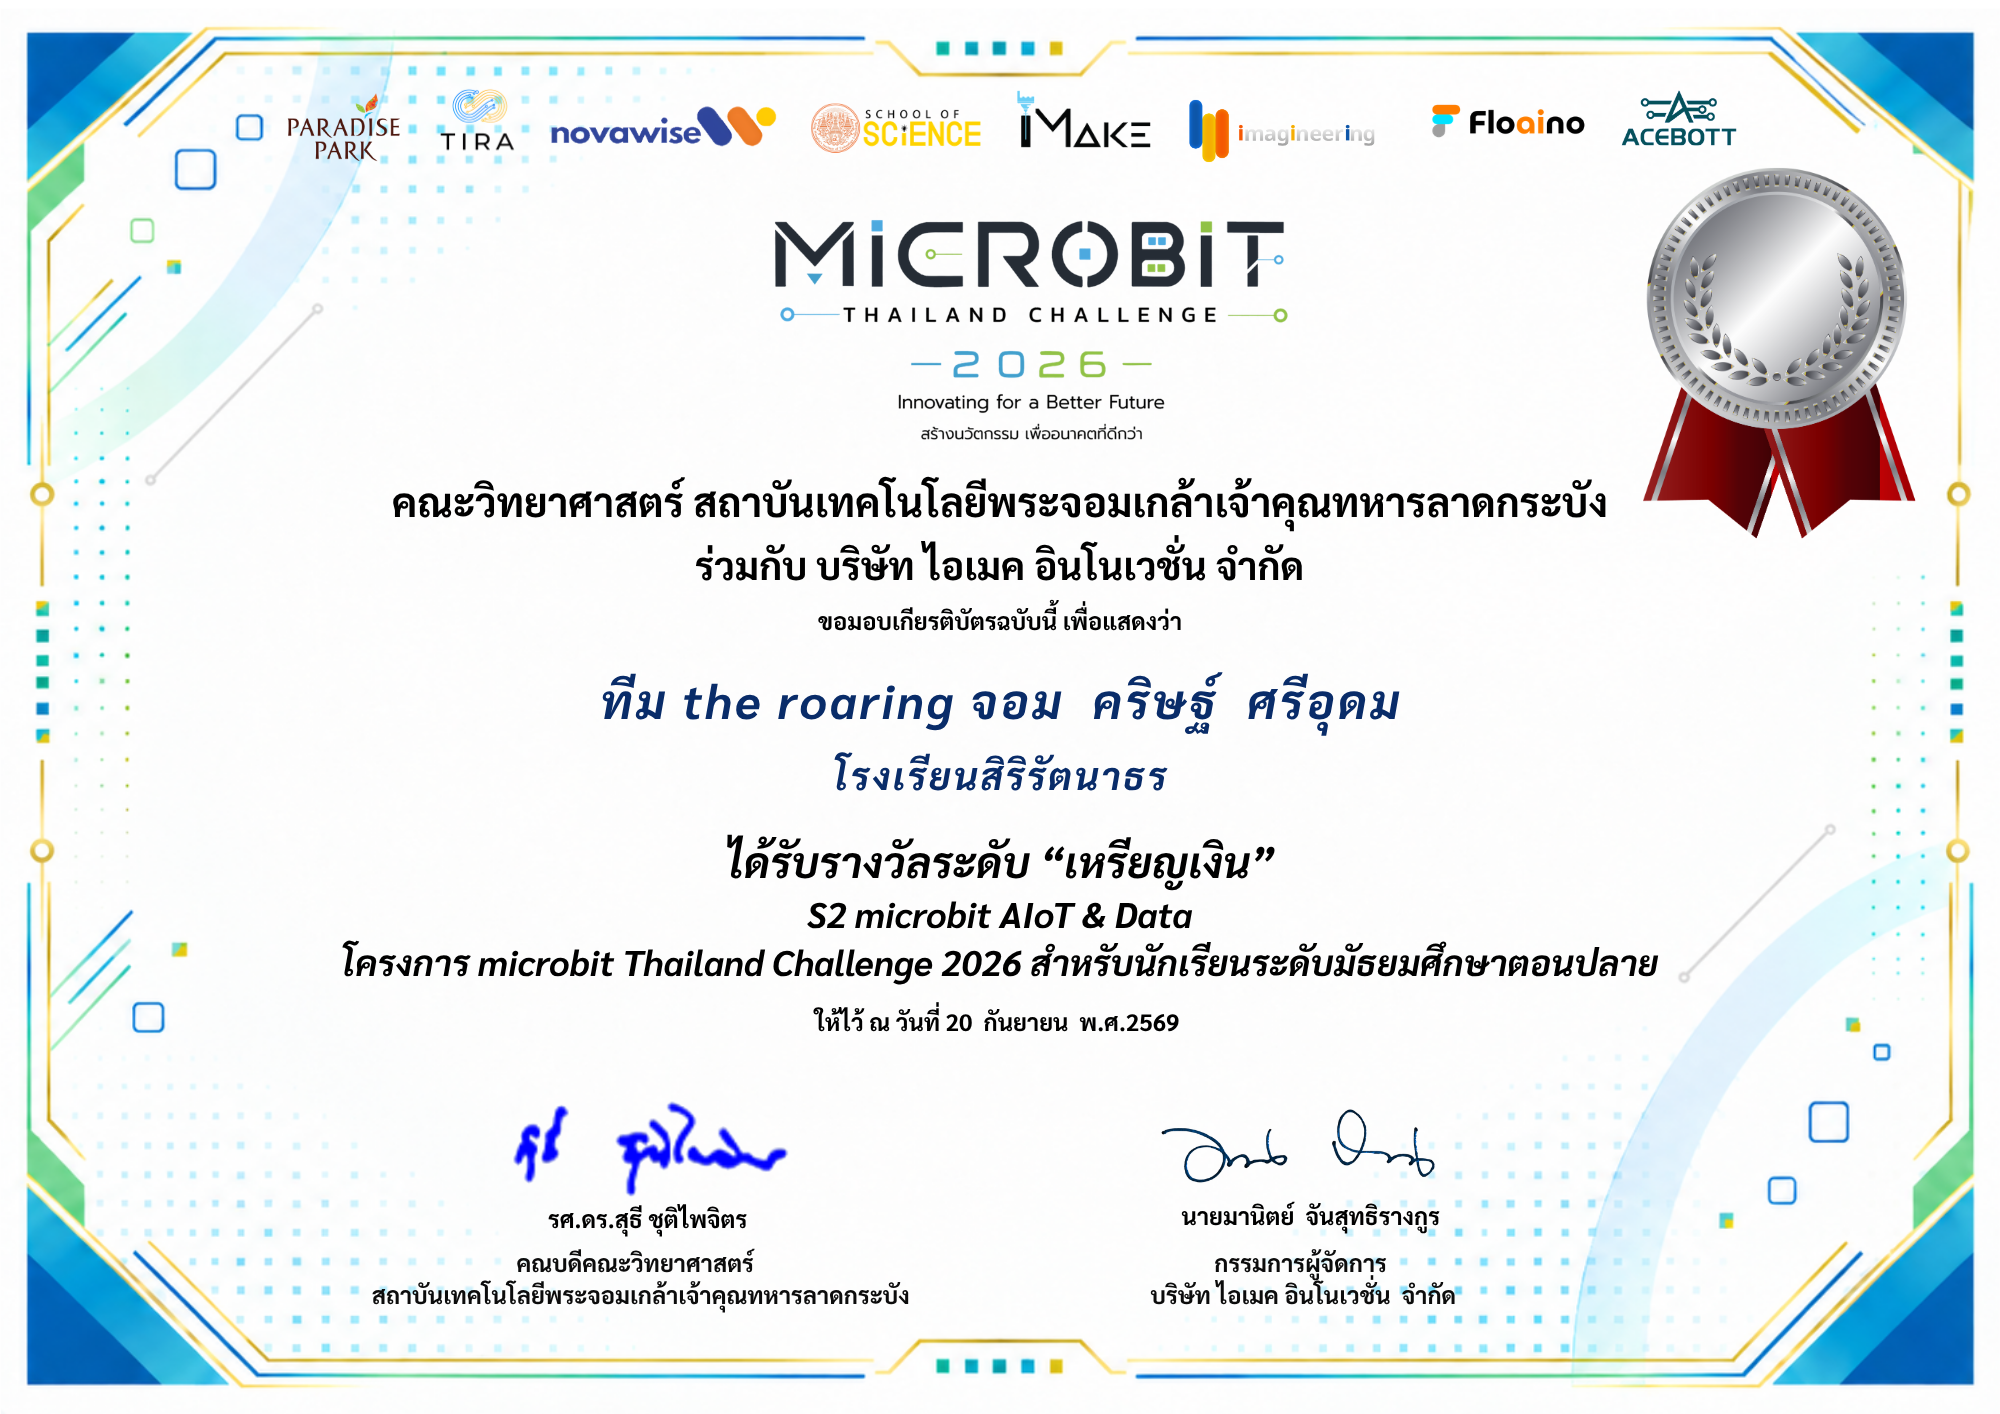 PARADISE PARK
TIRA
novawise
SCHOOL OF SCiENCE
iMAKE
imagineering
Floaino
ACEBOTT
MiCROBiT
THAILAND CHALLENGE
2026
Innovating for a Better Future
สร้างนวัตกรรม เพื่ออนาคตที่ดีกว่า
คณะวิทยาศาสตร์ สถาบันเทคโนโลยีพระจอมเกล้าเจ้าคุณทหารลาดกระบัง
ร่วมกับ บริษัท ไอเมค อินโนเวชั่น จำกัด
ขอมอบเกียรติบัตรฉบับนี้ เพื่อแสดงว่า
ทีม the roaring จอม คริษฐ์ ศรีอุดม
โรงเรียนสิริรัตนาธร
ได้รับรางวัลระดับ “เหรียญเงิน”
S2 microbit AIoT & Data
โครงการ microbit Thailand Challenge 2026 สำหรับนักเรียนระดับมัธยมศึกษาตอนปลาย
ให้ไว้ ณ วันที่ 20 กันยายน พ.ศ.2569
รศ.ดร.สุธี ชุติไพจิตร
คณบดีคณะวิทยาศาสตร์
สถาบันเทคโนโลยีพระจอมเกล้าเจ้าคุณทหารลาดกระบัง
นายมานิตย์ จันสุทธิรางกูร
กรรมการผู้จัดการ
บริษัท ไอเมค อินโนเวชั่น จำกัด